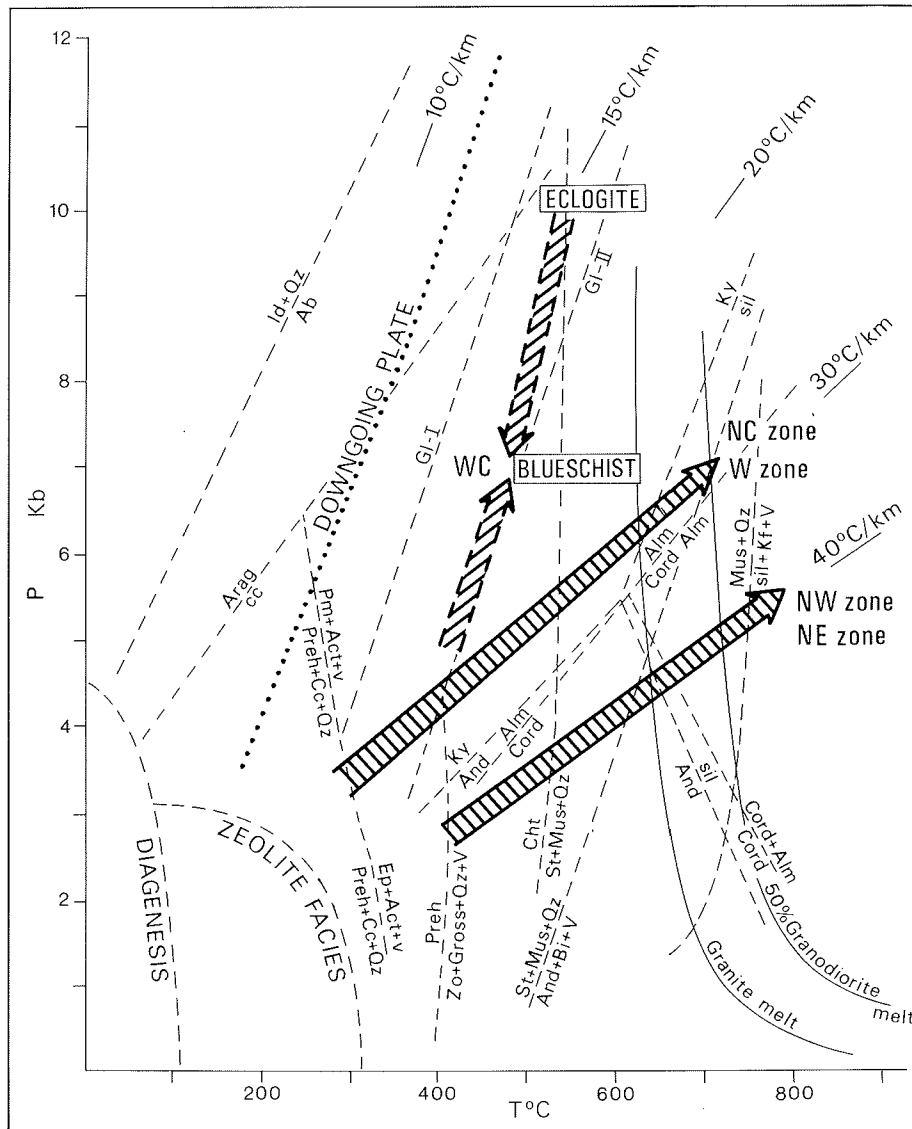 12
10
8
6
4
2
P Kb
200
400
600
800
T°C
10°C/km
15°C/km
20°C/km
30°C/km
40°C/km
ECLOGITE
BLUESCHIST
WC
NC zone
W zone
NW zone
NE zone
DOWNGOING PLATE
DIAGENESIS
ZEOLITE FACIES
Id+Qz
Ab
Arag
cc
Gl-I
Gl-II
Ky
sil
Pm+Act+v
Preh+Cc+Qz
Ep+Act+v
Preh+Cc+Qz
Ky
And
Alm
Cord
Alm
Cord
Alm
Mus+Qz
sil+Kf+V
Preh
Zo+Gross+Qz+V
Cht
St+Mus+Qz
St+Mus+Qz
And+Bi+V
sil
And
Cord+Alm
Cord
50% Granodiorite
melt
Granite melt